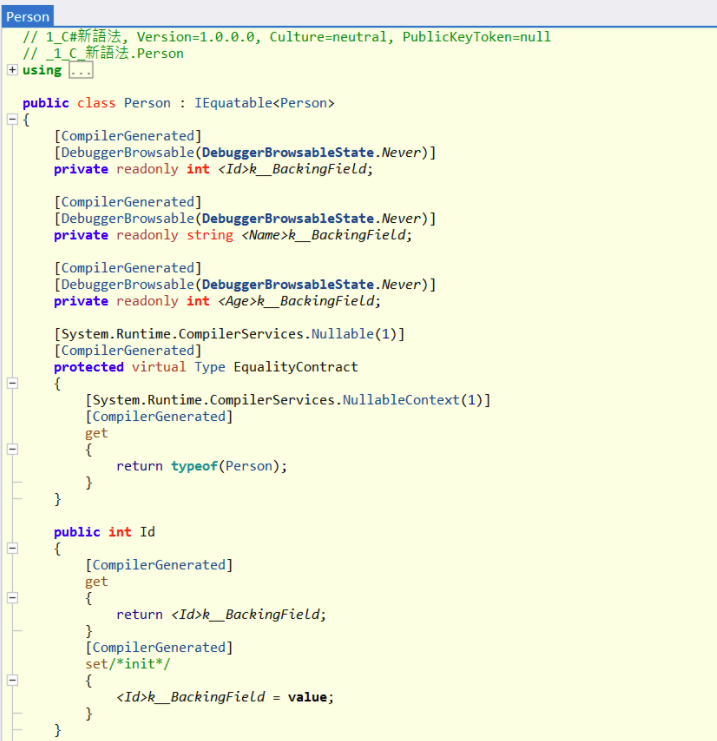 Person
// 1_C#新語法, Version=1.0.0.0, Culture=neutral, PublicKeyToken=null
// _1_C_新語法.Person
using ...
public class Person : IEquatable<Person>
{
[CompilerGenerated]
[DebuggerBrowsable(DebuggerBrowsableState.Never)]
private readonly int <Id>k__BackingField;
[CompilerGenerated]
[DebuggerBrowsable(DebuggerBrowsableState.Never)]
private readonly string <Name>k__BackingField;
[CompilerGenerated]
[DebuggerBrowsable(DebuggerBrowsableState.Never)]
private readonly int <Age>k__BackingField;
[System.Runtime.CompilerServices.Nullable(1)]
[CompilerGenerated]
protected virtual Type EqualityContract
{
[System.Runtime.CompilerServices.NullableContext(1)]
[CompilerGenerated]
get
{
return typeof(Person);
}
}
public int Id
{
[CompilerGenerated]
get
{
return <Id>k__BackingField;
}
[CompilerGenerated]
set/*init*/
{
<Id>k__BackingField = value;
}
}